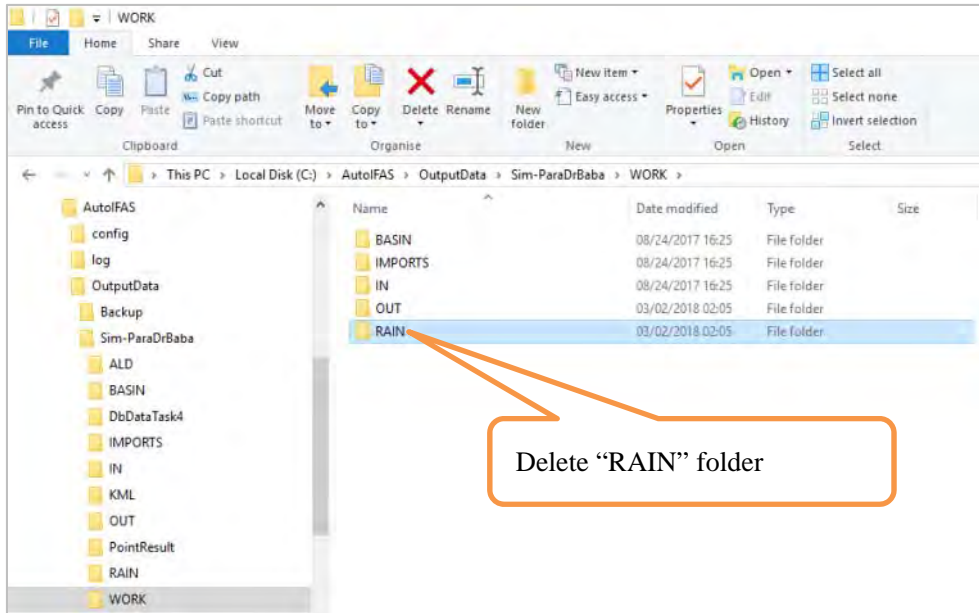 WORK
File Home Share View
Pin to Quick access
Copy
Paste
Cut
Copy path
Paste shortcut
Clipboard
Move to
Copy to
Delete
Rename
Organise
New folder
New item
Easy access
New
Properties
Open
Edit
History
Open
Select all
Select none
Invert selection
Select
This PC > Local Disk (C:) > AutoIFAS > OutputData > Sim-ParaDrBaba > WORK >
AutoIFAS
config
log
OutputData
Backup
Sim-ParaDrBaba
ALD
BASIN
DbDataTask4
IMPORTS
IN
KML
OUT
PointResult
RAIN
WORK
Name Date modified Type Size
BASIN 08/24/2017 16:25 File folder
IMPORTS 08/24/2017 16:25 File folder
IN 08/24/2017 16:25 File folder
OUT 03/02/2018 02:05 File folder
RAIN 03/02/2018 02:05 File folder
Delete “RAIN” folder